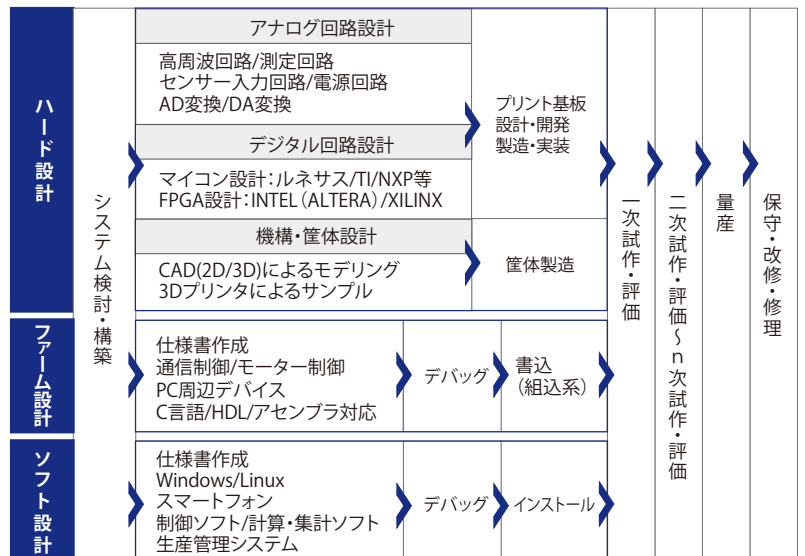 ハード設計
システム検討・構築
アナログ回路設計
高周波回路/測定回路
センサー入力回路/電源回路
AD変換/DA変換
デジタル回路設計
マイコン設計:ルネサス/TI/NXP等
FPGA設計:INTEL(ALTERA)/XILINX
プリント基板
設計・開発
製造・実装
機構・筐体設計
CAD(2D/3D)によるモデリング
3Dプリンタによるサンプル
筐体製造
ファーム設計
仕様書作成
通信制御/モーター制御
PC周辺デバイス
C言語/HDL/アセンブラ対応
デバッグ
書込
(組込系)
ソフト設計
仕様書作成
Windows/Linux
スマートフォン
制御ソフト/計算・集計ソフト
生産管理システム
デバッグ
インストール
一次試作・評価
二次試作・評価~n次試作・評価
量産
保守・改修・修理